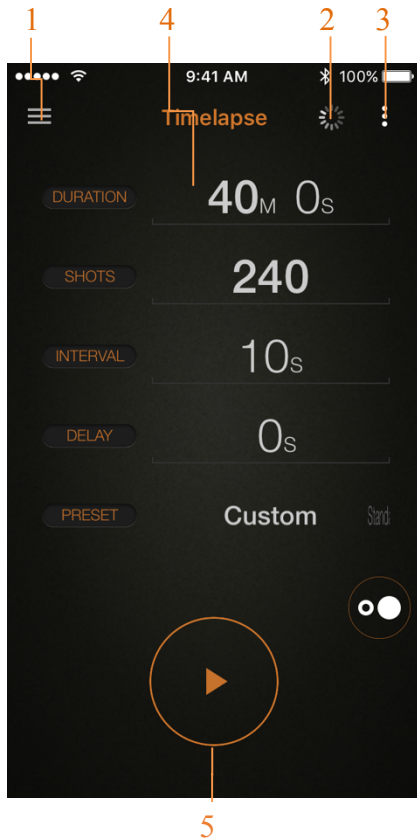 1 4 2 3
9:41 AM 100%
Timelapse
DURATION 40M 0S
SHOTS 240
INTERVAL 10S
DELAY 0S
PRESET Custom Stand
5